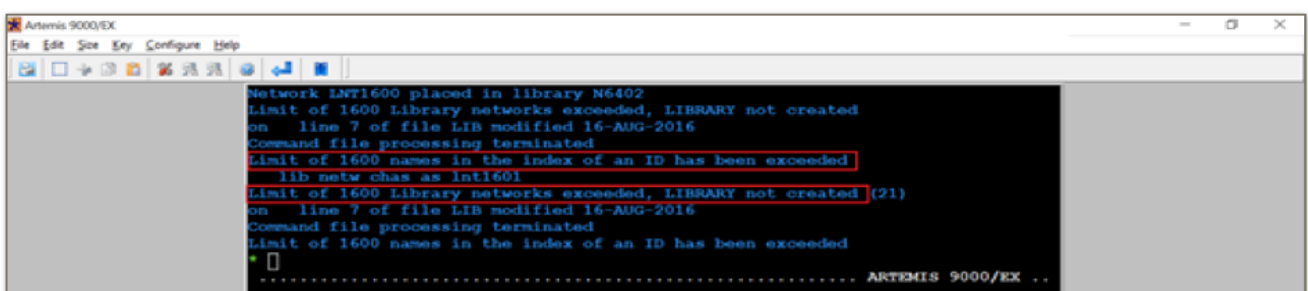 Artemis 9000/EX
File Edit Size Key Configure Help
Network LNT1600 placed in library N6402
Limit of 1600 Library networks exceeded, LIBRARY not created
on line 7 of file LIB modified 16-AUG-2016
Command file processing terminated
Limit of 1600 names in the index of an ID has been exceeded
lib netw chas as lnt1601
Limit of 1600 Library networks exceeded, LIBRARY not created (21)
on line 7 of file LIB modified 16-AUG-2016
Command file processing terminated
Limit of 1600 names in the index of an ID has been exceeded
*
ARTEMIS 9000/EX ..